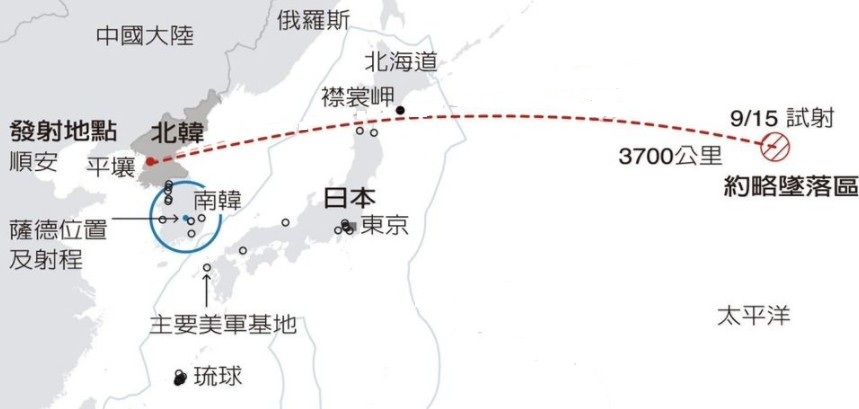 俄羅斯
中國大陸
北海道
襟裳岬
9/15 試射
發射地點
北韓
順安
平壤
3700公里
約略墜落區
南韓
日本
薩德位置
及射程
東京
主要美軍基地
太平洋
琉球